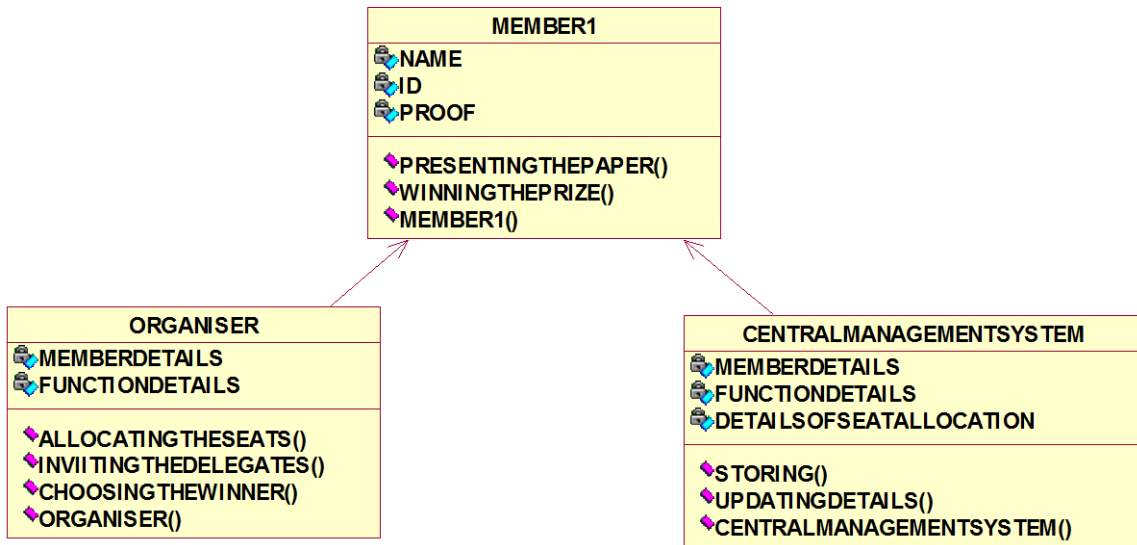 MEMBER1
NAME
ID
PROOF
PRESENTINGTHEPAPER()
WINNINGTHEPRIZE()
MEMBER1()
ORGANISER
MEMBERDETAILS
FUNCTIONDETAILS
ALLOCATINGTHESEATS()
INVIITINGTHEDELEGATES()
CHOOSINGTHEWINNER()
ORGANISER()
CENTRALMANAGEMENTSYSTEM
MEMBERDETAILS
FUNCTIONDETAILS
DETAILSOFSEATALLOCATION
STORING()
UPDATINGDETAILS()
CENTRALMANAGEMENTSYSTEM()